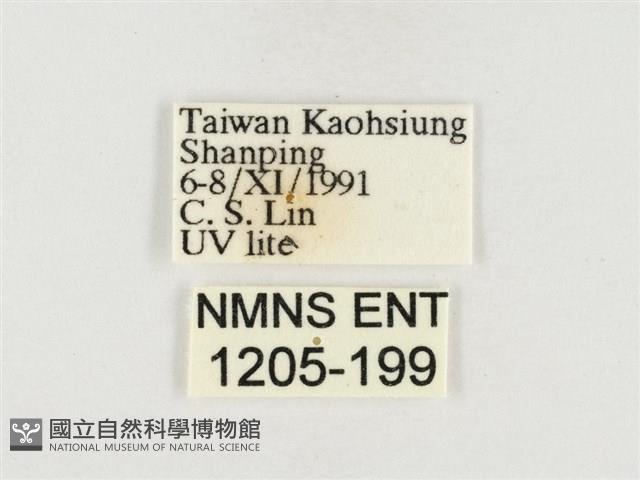 Taiwan Kaohsiung
Shanping
6-8/XI/1991
C. S. Lin
UV lite
NMNS ENT
1205-199
國立自然科學博物館
NATIONAL MUSEUM OF NATURAL SCIENCE